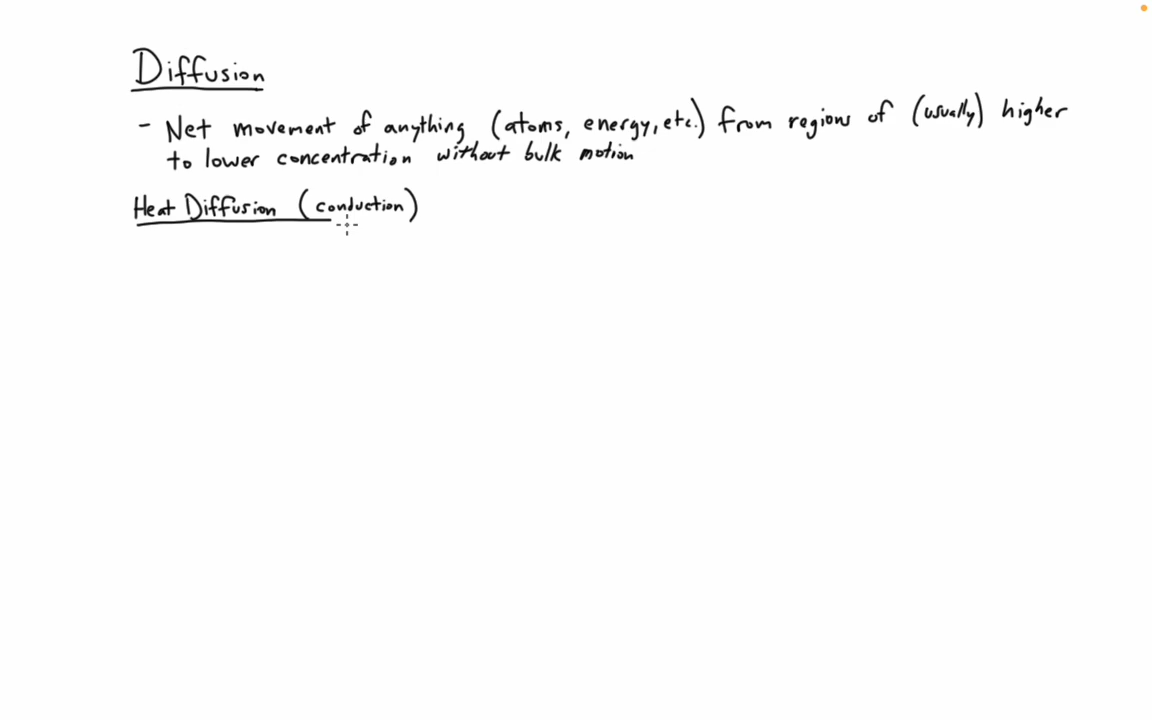 Diffusion
- Net movement of anything (atoms, energy, etc.) from regions of (usually) higher
to lower concentration without bulk motion
Heat Diffusion (conduction)